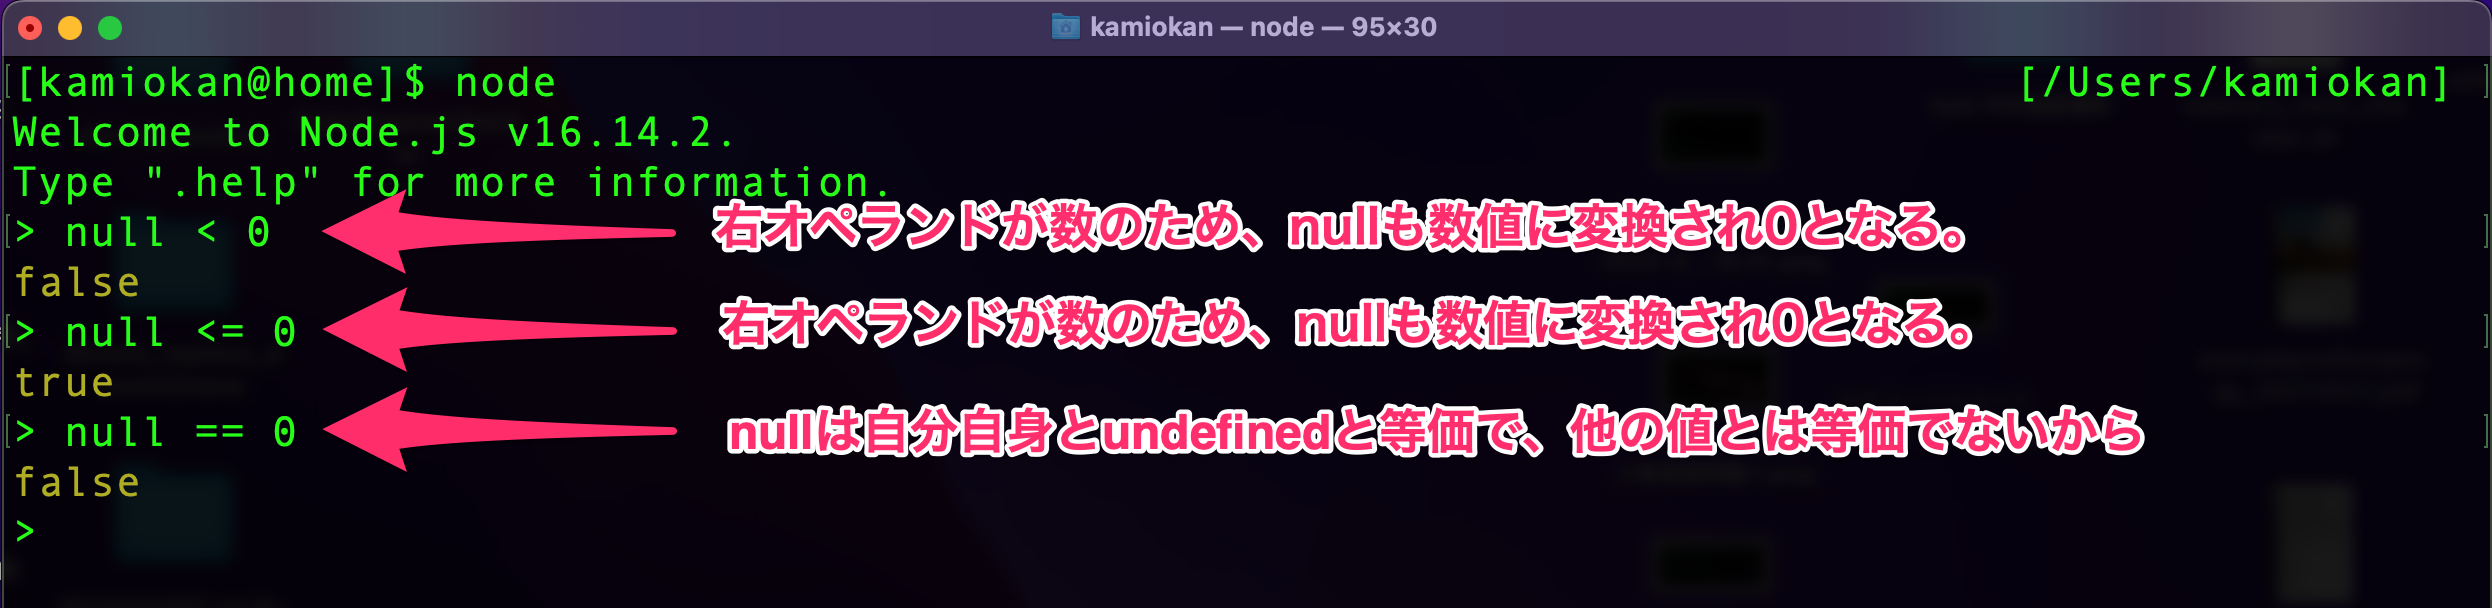 kamiokan — node — 95×30
[kamiokan@home]$ node [/Users/kamiokan]
Welcome to Node.js v16.14.2.
Type ".help" for more information.
> null < 0 右オペランドが数のため、nullも数値に変換され0となる。
false
> null <= 0 右オペランドが数のため、nullも数値に変換され0となる。
true
> null == 0 nullは自分自身とundefinedと等価で、他の値とは等価でないから
false
>